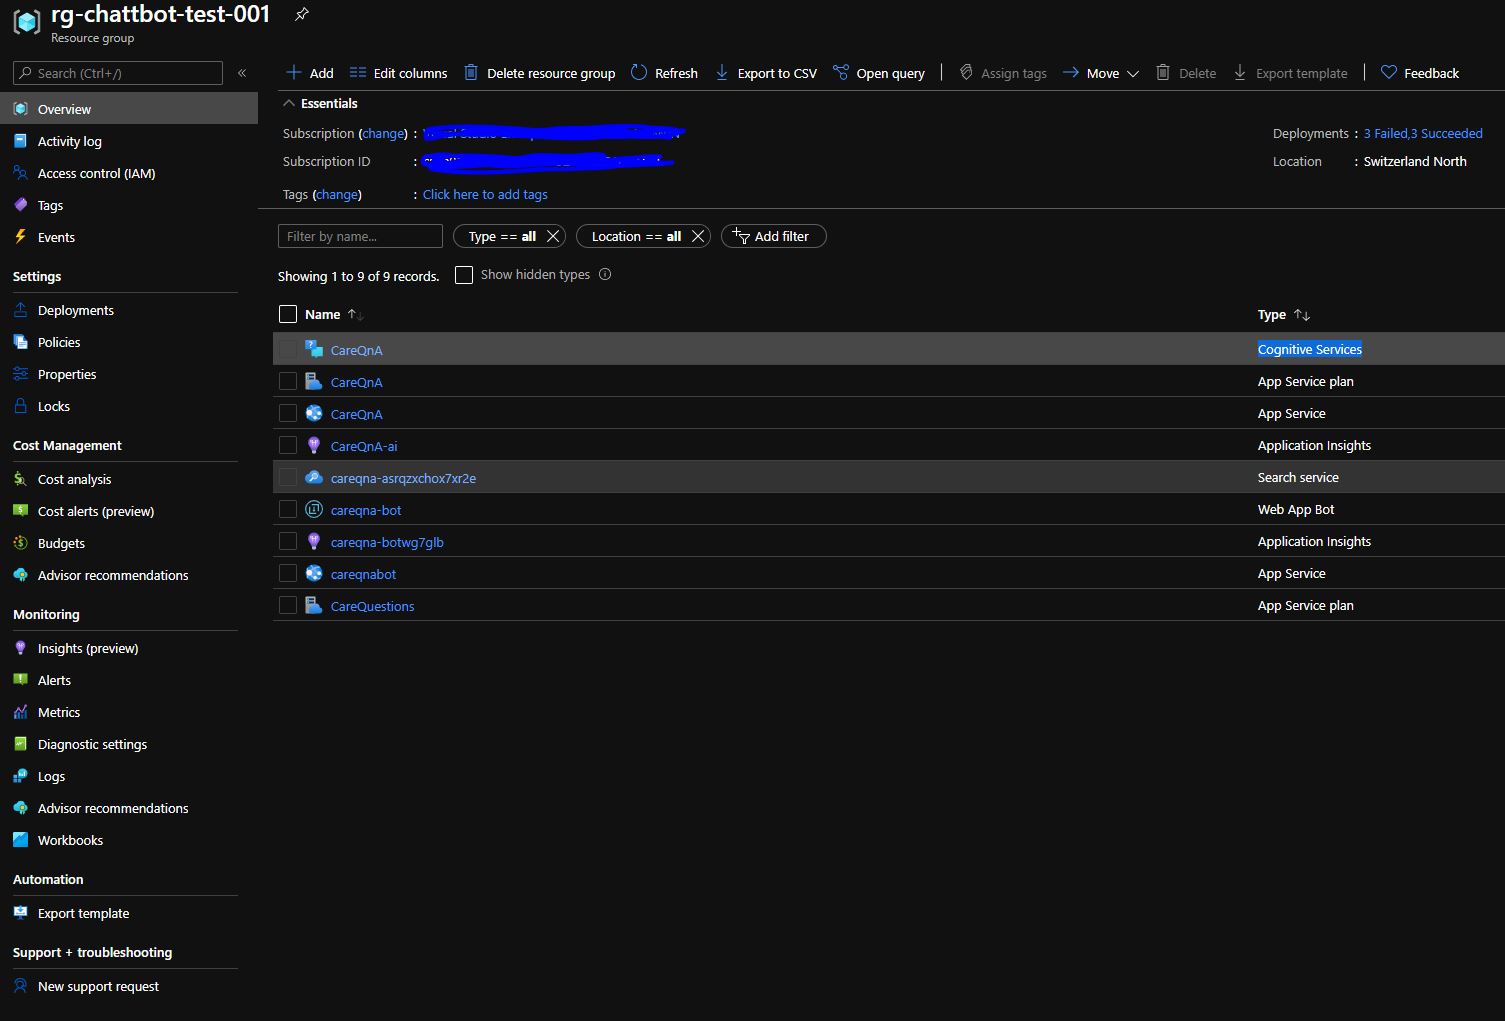 rg-chattbot-test-001
Resource group
Search (Ctrl+/)
«
Overview
Activity log
Access control (IAM)
Tags
Events
Settings
Deployments
Policies
Properties
Locks
Cost Management
Cost analysis
Cost alerts (preview)
Budgets
Advisor recommendations
Monitoring
Insights (preview)
Alerts
Metrics
Diagnostic settings
Logs
Advisor recommendations
Workbooks
Automation
Export template
Support + troubleshooting
New support request
Add Edit columns Delete resource group Refresh Export to CSV Open query Assign tags Move Delete Export template Feedback
Essentials
Subscription (change) : Deployments : 3 Failed,3 Succeeded
Subscription ID : Location : Switzerland North
Tags (change) : Click here to add tags
Filter by name... Type == all Location == all Add filter
Showing 1 to 9 of 9 records. Show hidden types
Name Type
CareQnA Cognitive Services
CareQnA App Service plan
CareQnA App Service
CareQnA-ai Application Insights
careqna-asrqzxchox7xr2e Search service
careqna-bot Web App Bot
careqna-botwg7glb Application Insights
careqnabot App Service
CareQuestions App Service plan